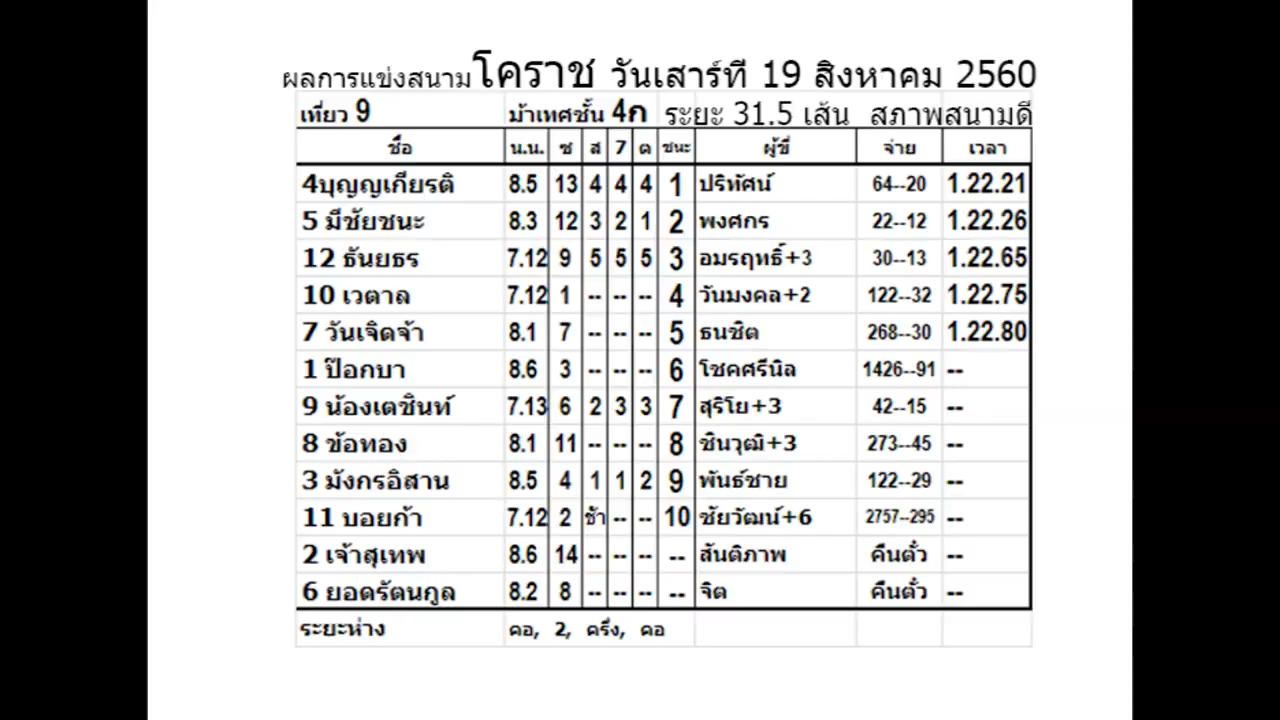 ผลการแข่งสนามโคราช วันเสาร์ที่ 19 สิงหาคม 2560
เที่ยว 9 ม้าเทศชั้น 4ก ระยะ 31.5 เส้น สภาพสนามดี
ชื่อ น.น. ช ส 7 ต ชนะ ผู้ขี่ จ่าย เวลา
4บุญญเกียรติ 8.5 13 4 4 4 1 ปริทัศน์ 64--20 1.22.21
5 มีชัยชนะ 8.3 12 3 2 1 2 พงศกร 22--12 1.22.26
12 ธันยธร 7.12 9 5 5 5 3 อมรฤทธิ์+3 30--13 1.22.65
10 เวตาล 7.12 1 -- -- -- 4 วันมงคล+2 122--32 1.22.75
7 วันเจิดจ้า 8.1 7 -- -- -- 5 ธนชิต 268--30 1.22.80
1 ป๊อกบา 8.6 3 -- -- -- 6 โชคศรีนิล 1426--91 --
9 น้องเตชินท์ 7.13 6 2 3 3 7 สุริโย+3 42--15 --
8 ช้อทอง 8.1 11 -- -- -- 8 ชินวุฒิ+3 273--45 --
3 มังกรอิสาน 8.5 4 1 1 2 9 พันธ์ชาย 122--29 --
11 บอยก้า 7.12 2 ช้า -- -- 10 ชัยวัฒน์+6 2757--295 --
2 เจ้าสุเทพ 8.6 14 -- -- -- -- สันติภาพ คืนตั๋ว --
6 ยอดรัตนกูล 8.2 8 -- -- -- -- จิต คืนตั๋ว --
ระยะห่าง คอ, 2, ครึ่ง, คอ